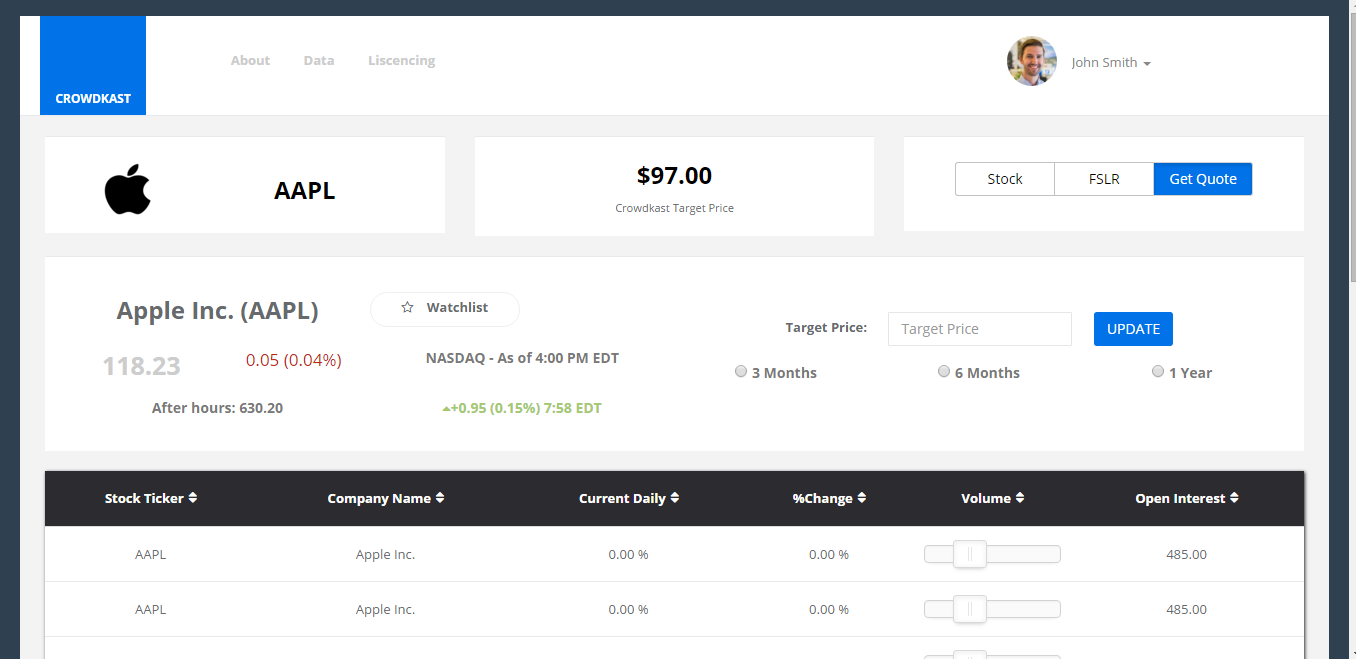 About Data Liscencing
John Smith
CROWDKAST
AAPL
$97.00
Crowdkast Target Price
Stock FSLR Get Quote
Apple Inc. (AAPL)
Watchlist
118.23
0.05 (0.04%)
NASDAQ - As of 4:00 PM EDT
After hours: 630.20
+0.95 (0.15%) 7:58 EDT
Target Price: Target Price UPDATE
3 Months 6 Months 1 Year
Stock Ticker Company Name Current Daily %Change Volume Open Interest
AAPL Apple Inc. 0.00 % 0.00 % 485.00
AAPL Apple Inc. 0.00 % 0.00 % 485.00